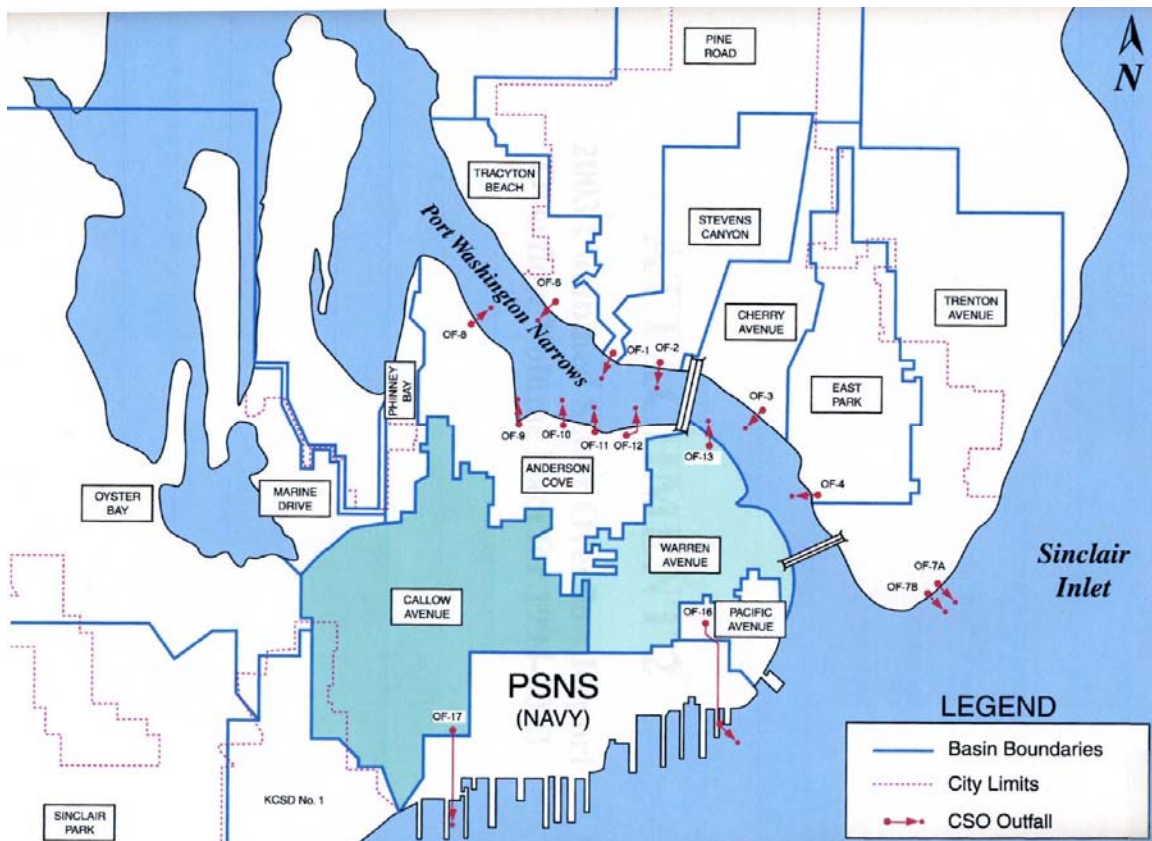 PINE
ROAD
N
TRACYTON
BEACH
Port Washington Narrows
STEVENS
CANYON
OF-6
OF-8
CHERRY
AVENUE
TRENTON
AVENUE
OF-1
OF-2
PHINNEY
BAY
EAST
PARK
OF-3
OF-9
OF-10
OF-11
OF-12
OF-13
ANDERSON
COVE
OYSTER
BAY
MARINE
DRIVE
OF-4
WARREN
AVENUE
Sinclair
Inlet
OF-7A
OF-7B
CALLOW
AVENUE
OF-16
PACIFIC
AVENUE
PSNS
(NAVY)
OF-17
KCSD No. 1
SINCLAIR
PARK
LEGEND
Basin Boundaries
City Limits
CSO Outfall